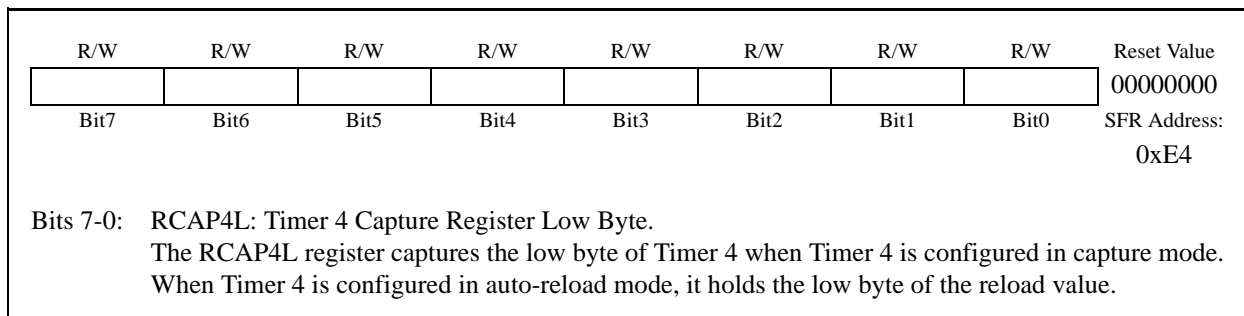 R/W R/W R/W R/W R/W R/W R/W R/W Reset Value
00000000
Bit7 Bit6 Bit5 Bit4 Bit3 Bit2 Bit1 Bit0 SFR Address:
0xE4
Bits 7-0: RCAP4L: Timer 4 Capture Register Low Byte.
The RCAP4L register captures the low byte of Timer 4 when Timer 4 is configured in capture mode.
When Timer 4 is configured in auto-reload mode, it holds the low byte of the reload value.